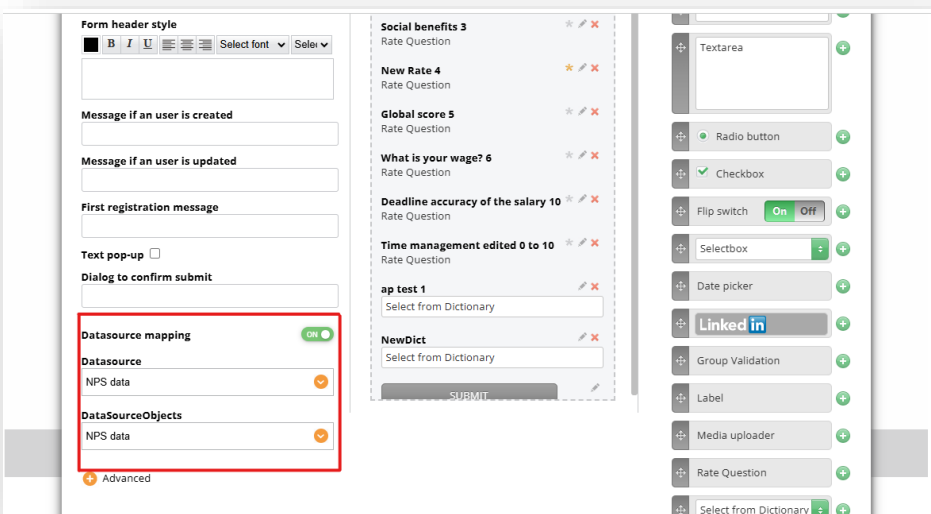 Form header style
B I U Select font Selec
Message if an user is created
Message if an user is updated
First registration message
Text pop-up
Dialog to confirm submit
Datasource mapping ON
Datasource
NPS data
DataSourceObjects
NPS data
Advanced
Social benefits 3
Rate Question
New Rate 4
Rate Question
Global score 5
Rate Question
What is your wage? 6
Rate Question
Deadline accuracy of the salary 10
Rate Question
Time management edited 0 to 10
Rate Question
ap test 1
Select from Dictionary
NewDict
Select from Dictionary
SUBMIT
Textarea
Radio button
Checkbox
Flip switch On Off
Selectbox
Date picker
Linked in
Group Validation
Label
Media uploader
Rate Question
Select from Dictionary